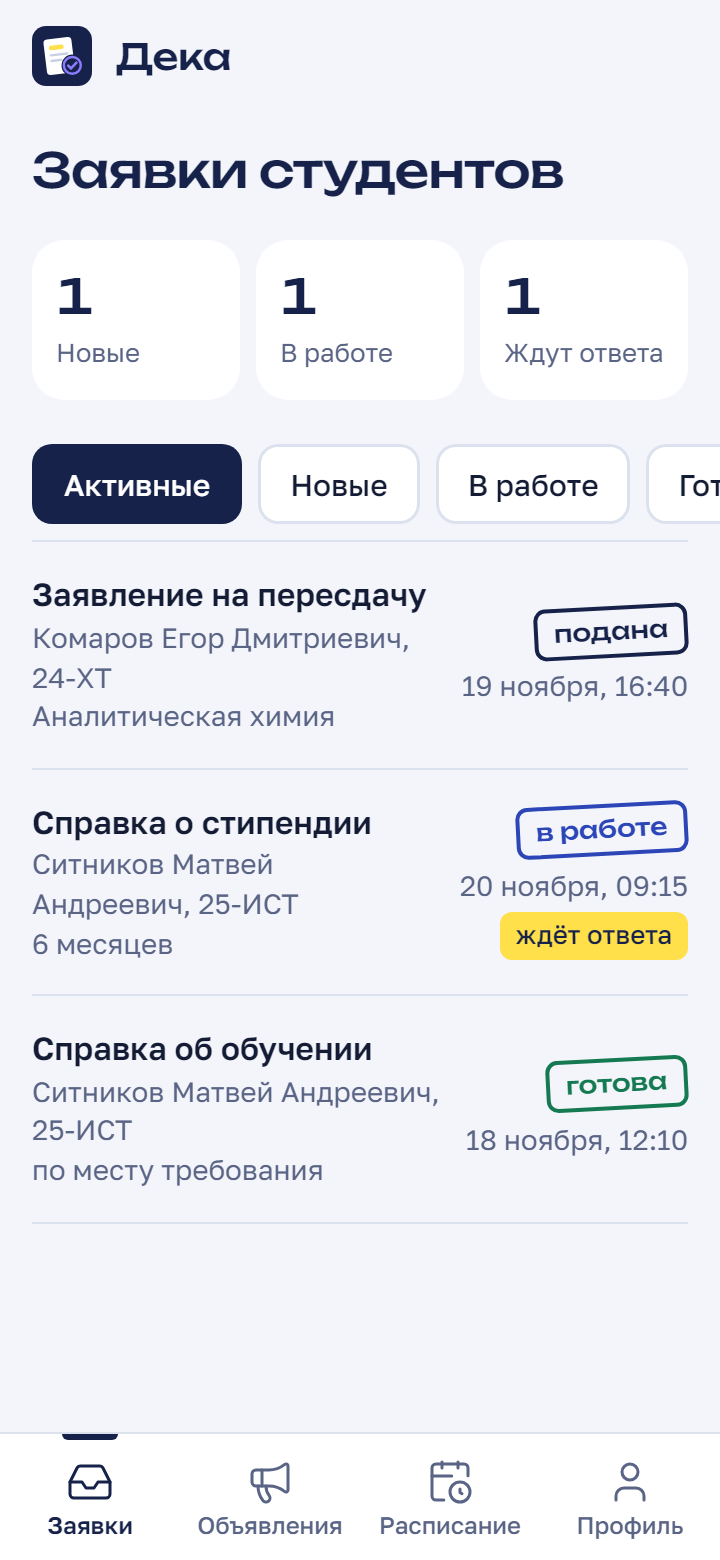 Дека
Заявки студентов
1
Новые
1
В работе
1
Ждут ответа
Активные
Новые
В работе
Гот
Заявление на пересдачу
Комаров Егор Дмитриевич,
24-ХТ
Аналитическая химия
подана
19 ноября, 16:40
Справка о стипендии
Ситников Матвей
Андреевич, 25-ИСТ
6 месяцев
в работе
20 ноября, 09:15
ждёт ответа
Справка об обучении
Ситников Матвей Андреевич,
25-ИСТ
по месту требования
готова
18 ноября, 12:10
Заявки
Объявления
Расписание
Профиль